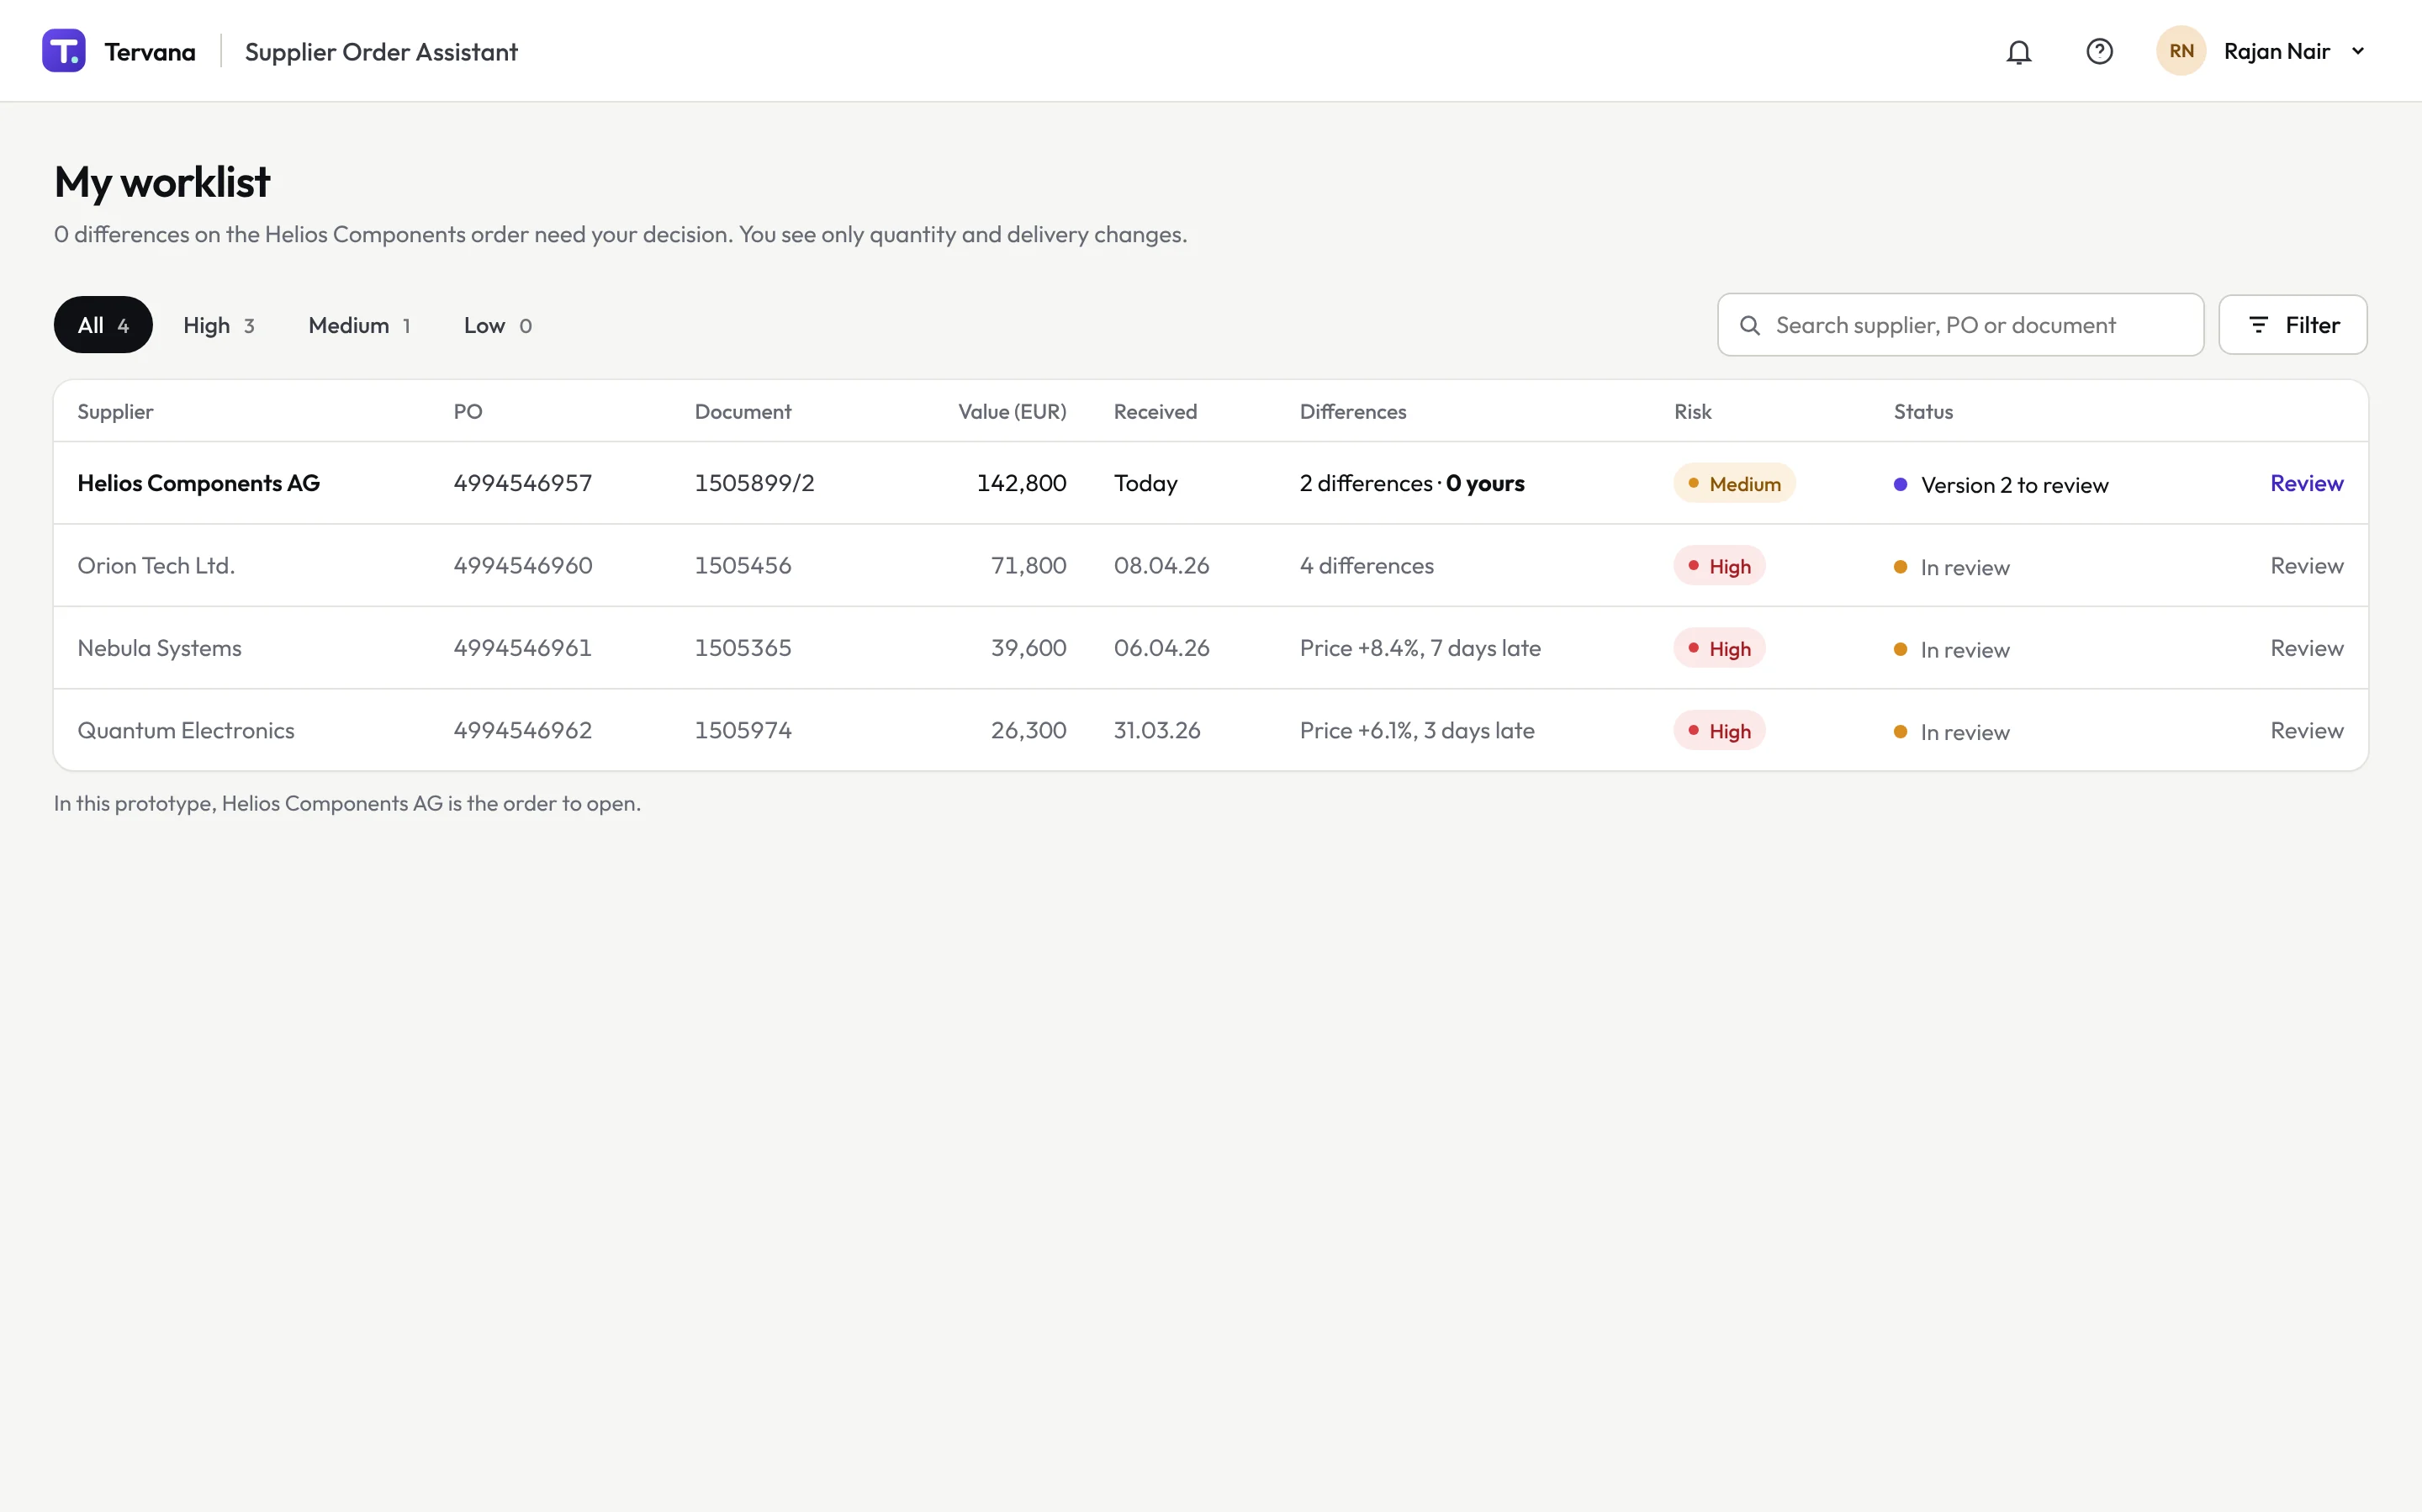 T. Tervana Supplier Order Assistant RN Rajan Nair
My worklist
0 differences on the Helios Components order need your decision. You see only quantity and delivery changes.
All 4 High 3 Medium 1 Low 0 Search supplier, PO or document Filter
Supplier PO Document Value (EUR) Received Differences Risk Status
Helios Components AG 4994546957 1505899/2 142,800 Today 2 differences · 0 yours Medium Version 2 to review Review
Orion Tech Ltd. 4994546960 1505456 71,800 08.04.26 4 differences High In review Review
Nebula Systems 4994546961 1505365 39,600 06.04.26 Price +8.4%, 7 days late High In review Review
Quantum Electronics 4994546962 1505974 26,300 31.03.26 Price +6.1%, 3 days late High In review Review
In this prototype, Helios Components AG is the order to open.